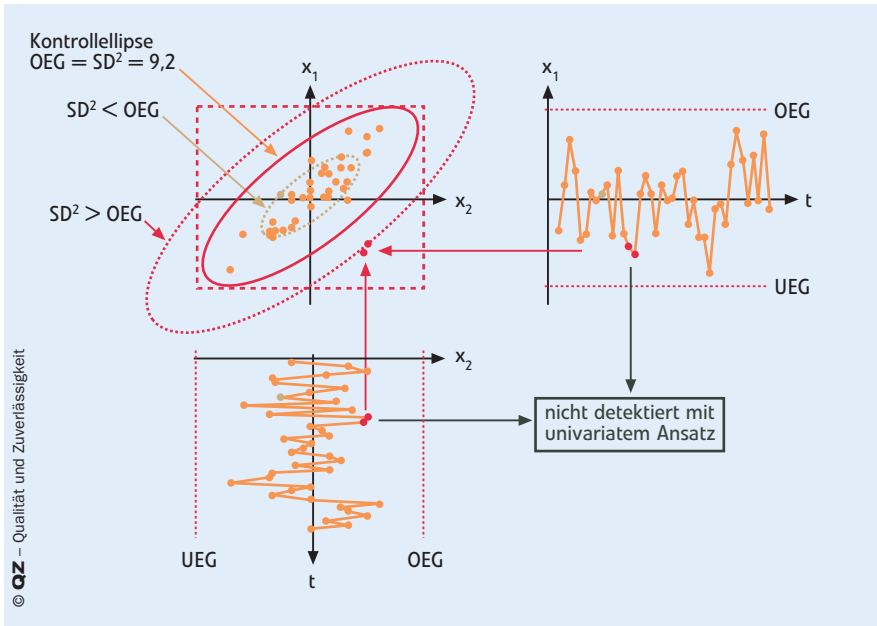 Kontrollellipse
OEG = SD² = 9,2
SD² < OEG
SD² > OEG
x₁
x₂
x₁
OEG
t
UEG
x₂
UEG
OEG
t
nicht detektiert mit
univariatem Ansatz
© QZ – Qualität und Zuverlässigkeit